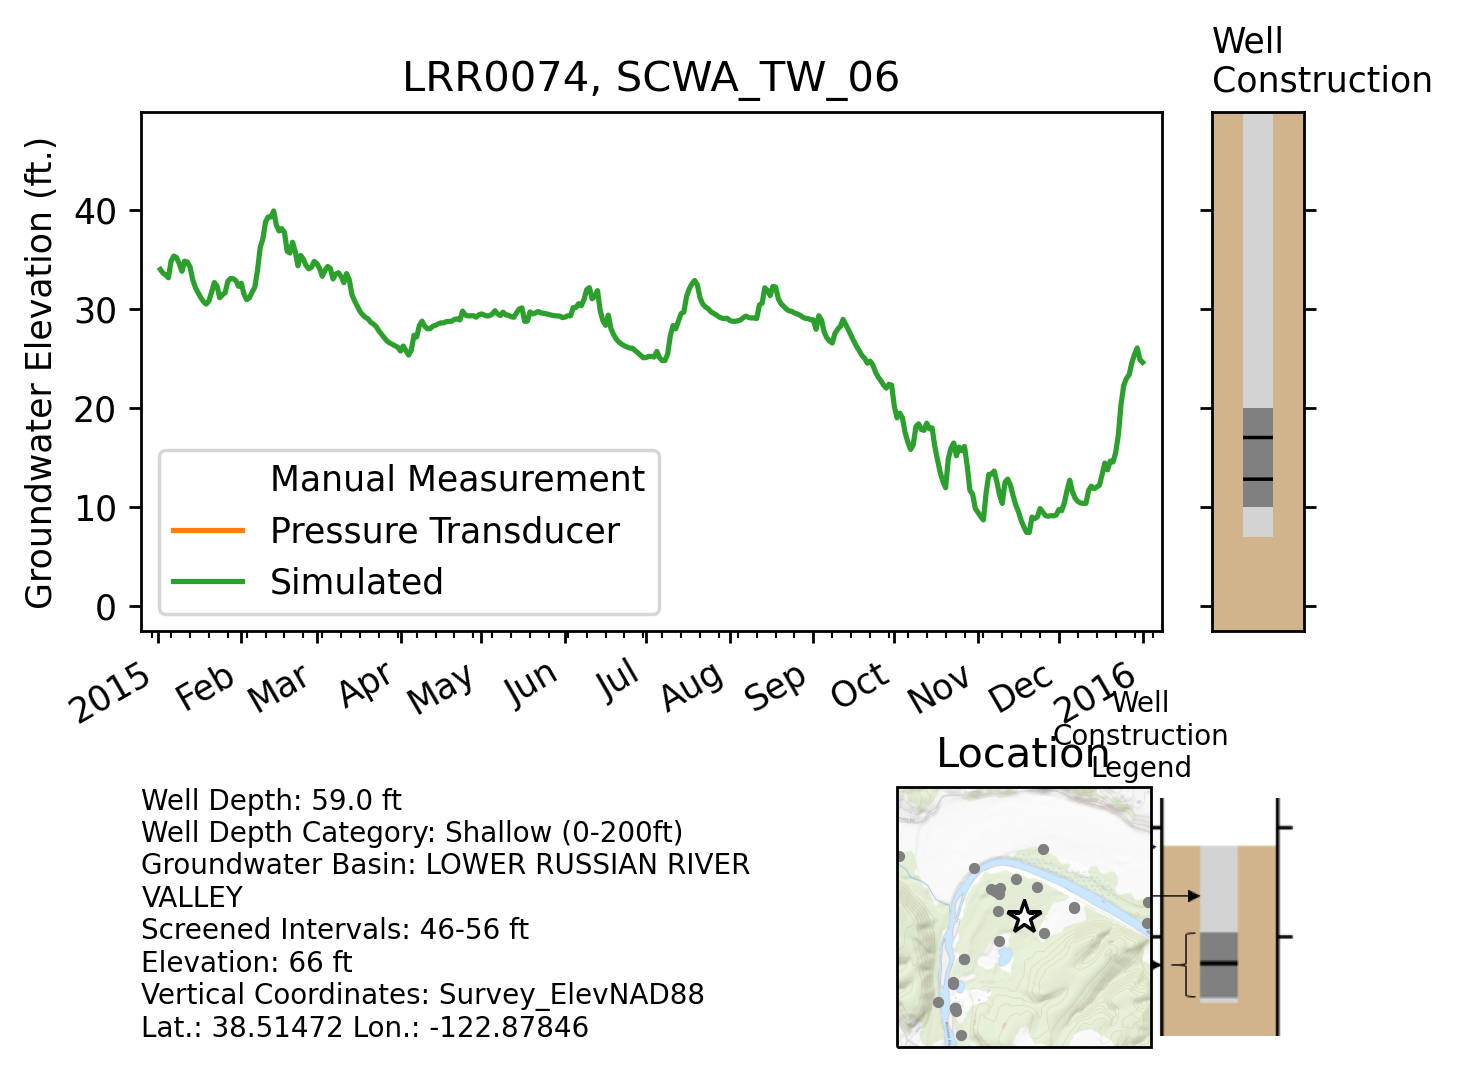 Well
Construction
LRR0074, SCWA_TW_06
Groundwater Elevation (ft.)
40
30
20
10
0
Manual Measurement
Pressure Transducer
Simulated
2015 Feb Mar Apr May Jun Jul Aug Sep Oct Nov Dec 2016
Well
Construction
Legend
Location
Well Depth: 59.0 ft
Well Depth Category: Shallow (0-200ft)
Groundwater Basin: LOWER RUSSIAN RIVER
VALLEY
Screened Intervals: 46-56 ft
Elevation: 66 ft
Vertical Coordinates: Survey_ElevNAD88
Lat.: 38.51472 Lon.: -122.87846